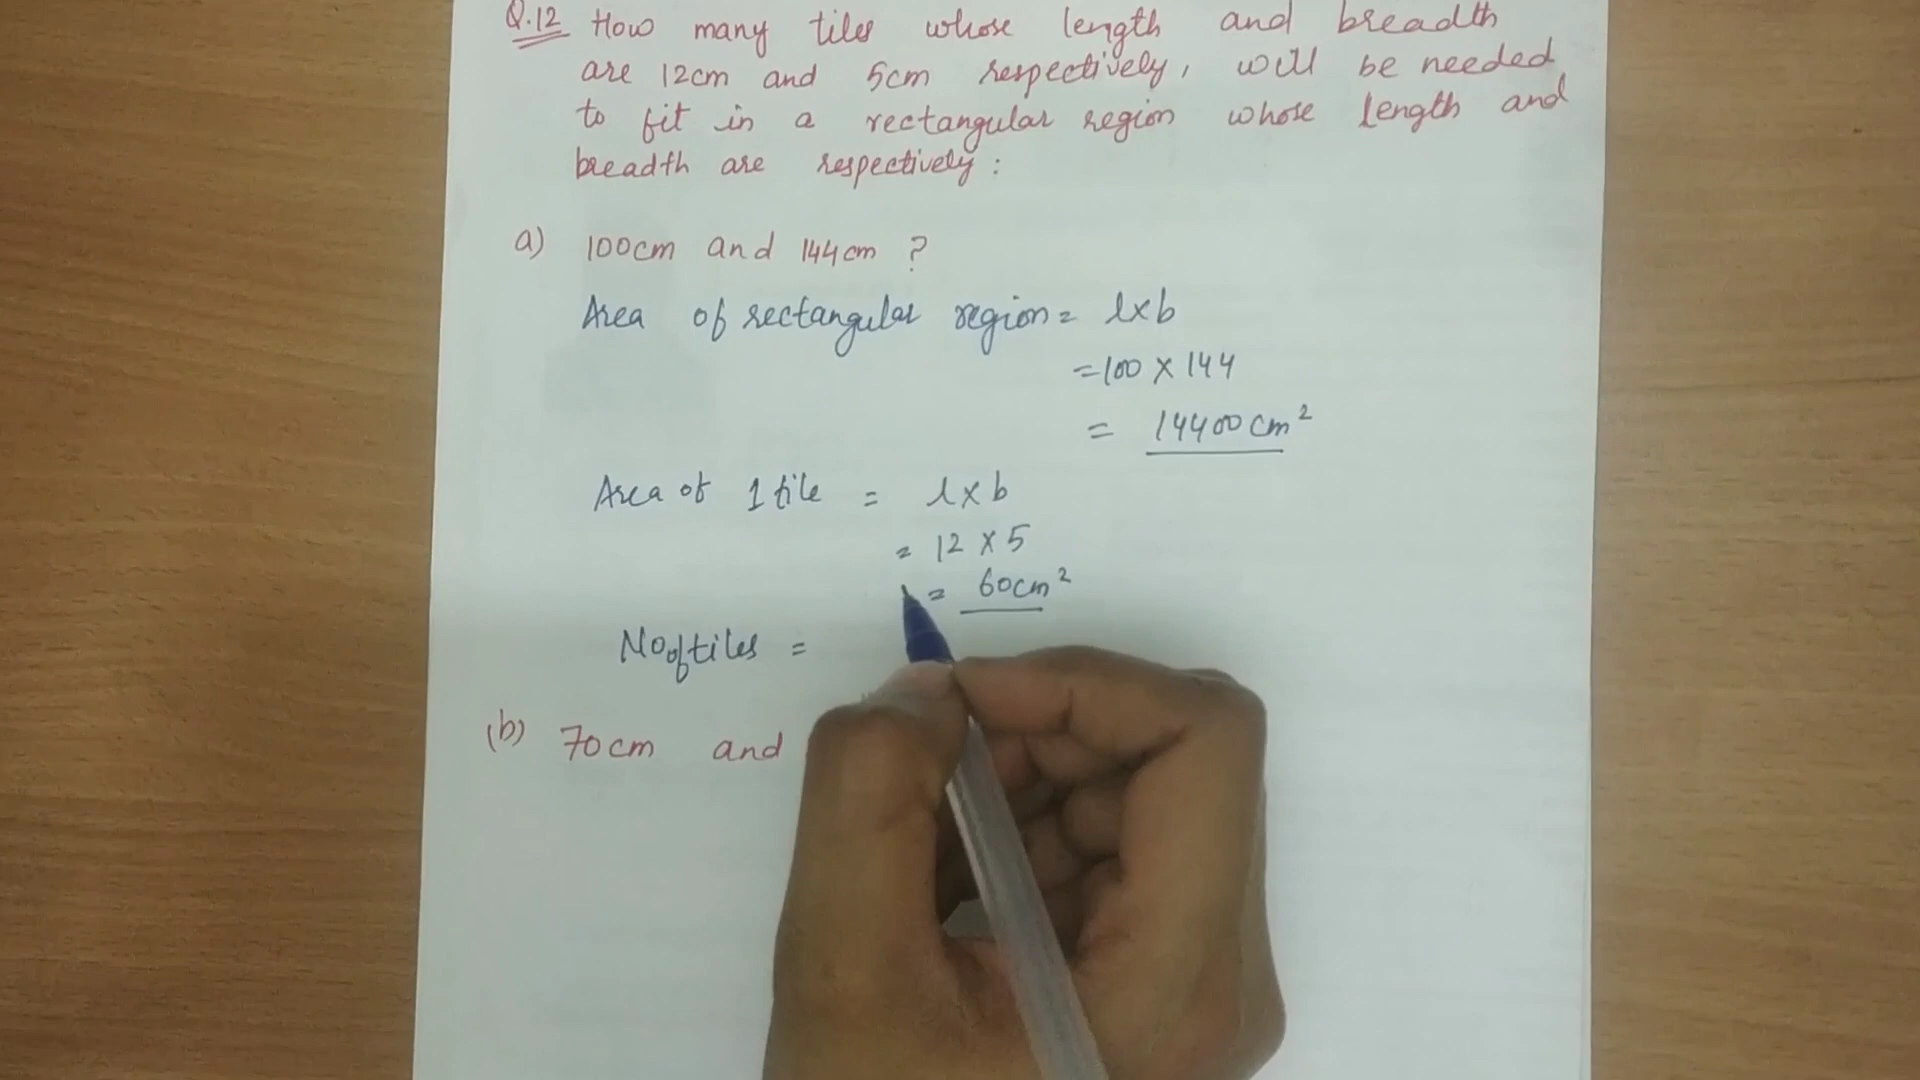 Q.12 How many tiles whose length and breadth
are 12cm and 5cm respectively, will be needed
to fit in a rectangular region whose length and
breadth are respectively:
a) 100cm and 144cm ?
Area of rectangular region = l×b
=100 × 144
= 14400cm²
Area of 1 tile = l×b
= 12 × 5
= 60cm²
No of tiles =
(b) 70cm and